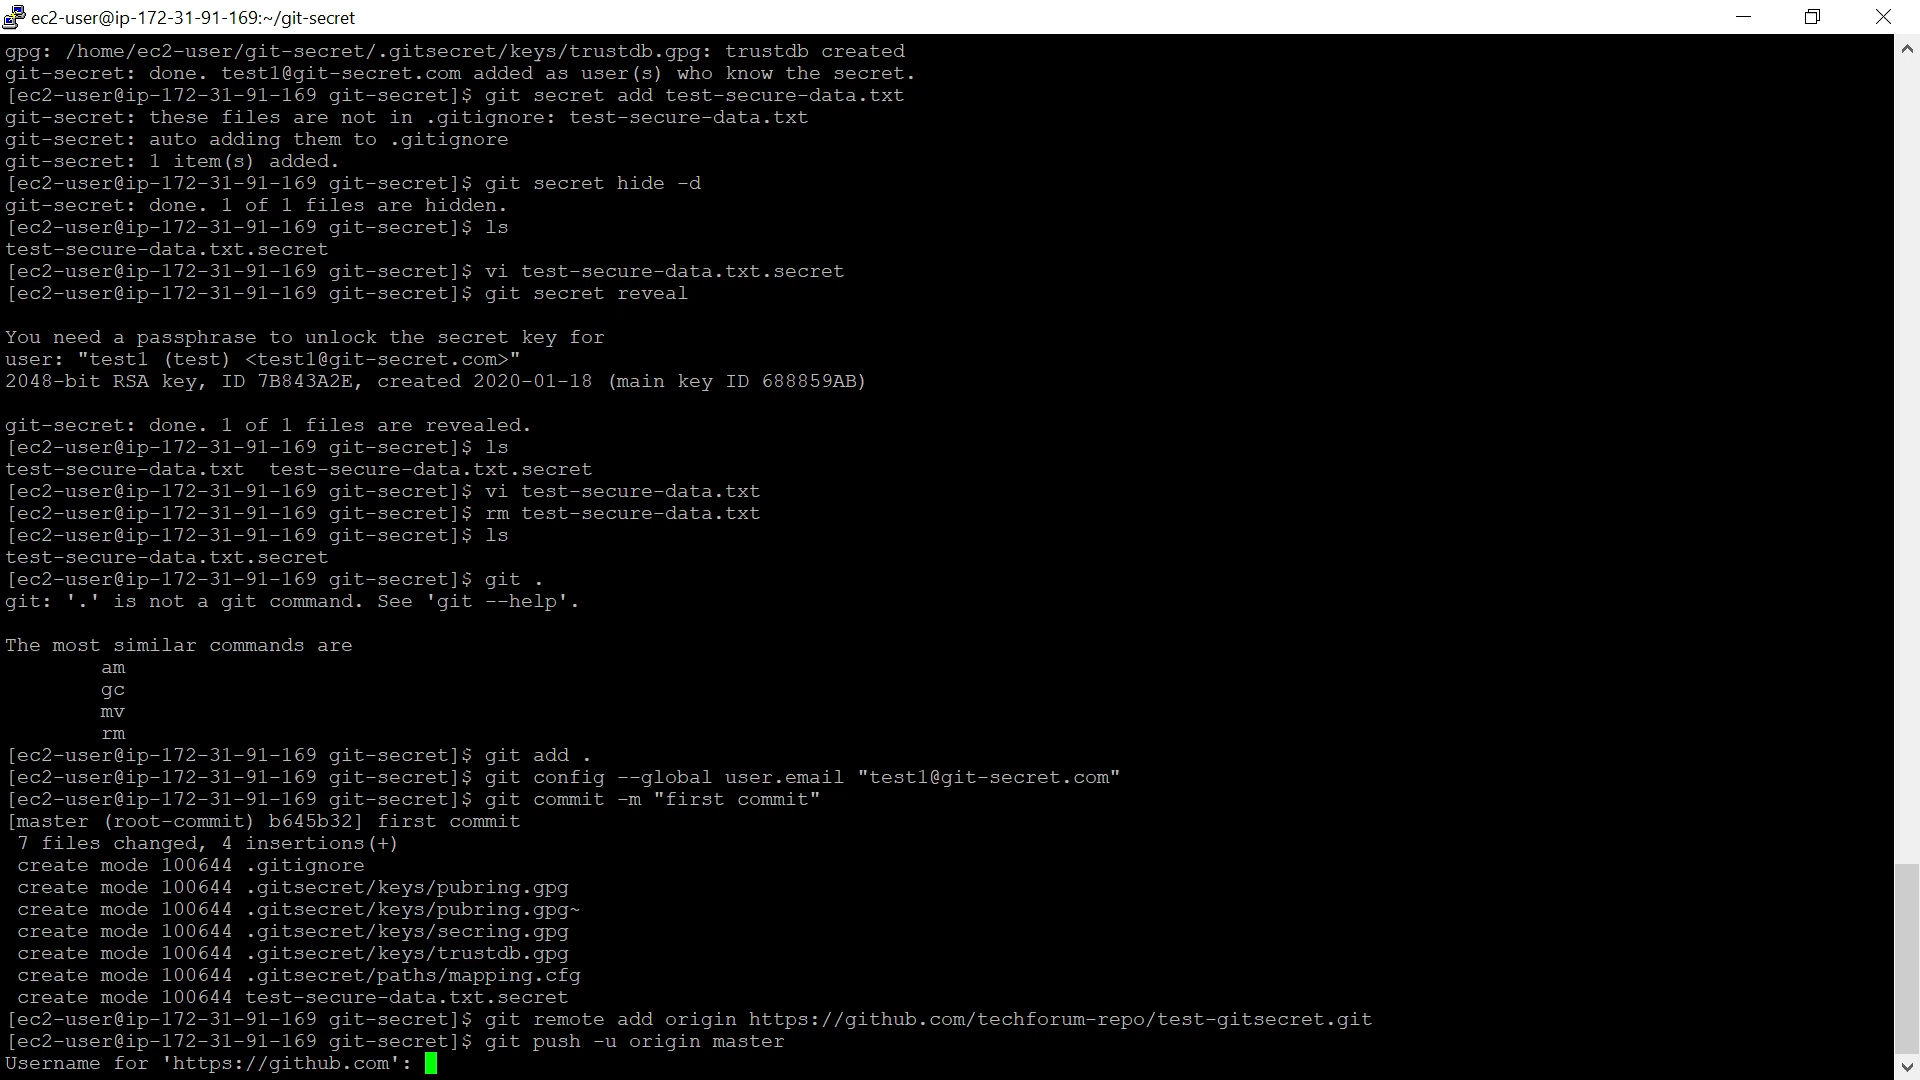 ec2-user@ip-172-31-91-169:~/git-secret
gpg: /home/ec2-user/git-secret/.gitsecret/keys/trustdb.gpg: trustdb created
git-secret: done. test1@git-secret.com added as user(s) who know the secret.
[ec2-user@ip-172-31-91-169 git-secret]$ git secret add test-secure-data.txt
git-secret: these files are not in .gitignore: test-secure-data.txt
git-secret: auto adding them to .gitignore
git-secret: 1 item(s) added.
[ec2-user@ip-172-31-91-169 git-secret]$ git secret hide -d
git-secret: done. 1 of 1 files are hidden.
[ec2-user@ip-172-31-91-169 git-secret]$ ls
test-secure-data.txt.secret
[ec2-user@ip-172-31-91-169 git-secret]$ vi test-secure-data.txt.secret
[ec2-user@ip-172-31-91-169 git-secret]$ git secret reveal
You need a passphrase to unlock the secret key for
user: "test1 (test) <test1@git-secret.com>"
2048-bit RSA key, ID 7B843A2E, created 2020-01-18 (main key ID 688859AB)
git-secret: done. 1 of 1 files are revealed.
[ec2-user@ip-172-31-91-169 git-secret]$ ls
test-secure-data.txt  test-secure-data.txt.secret
[ec2-user@ip-172-31-91-169 git-secret]$ vi test-secure-data.txt
[ec2-user@ip-172-31-91-169 git-secret]$ rm test-secure-data.txt
[ec2-user@ip-172-31-91-169 git-secret]$ ls
test-secure-data.txt.secret
[ec2-user@ip-172-31-91-169 git-secret]$ git .
git: '.' is not a git command. See 'git --help'.
The most similar commands are
am
gc
mv
rm
[ec2-user@ip-172-31-91-169 git-secret]$ git add .
[ec2-user@ip-172-31-91-169 git-secret]$ git config --global user.email "test1@git-secret.com"
[ec2-user@ip-172-31-91-169 git-secret]$ git commit -m "first commit"
[master (root-commit) b645b32] first commit
7 files changed, 4 insertions(+)
create mode 100644 .gitignore
create mode 100644 .gitsecret/keys/pubring.gpg
create mode 100644 .gitsecret/keys/pubring.gpg~
create mode 100644 .gitsecret/keys/secring.gpg
create mode 100644 .gitsecret/keys/trustdb.gpg
create mode 100644 .gitsecret/paths/mapping.cfg
create mode 100644 test-secure-data.txt.secret
[ec2-user@ip-172-31-91-169 git-secret]$ git remote add origin https://github.com/techforum-repo/test-gitsecret.git
[ec2-user@ip-172-31-91-169 git-secret]$ git push -u origin master
Username for 'https://github.com':